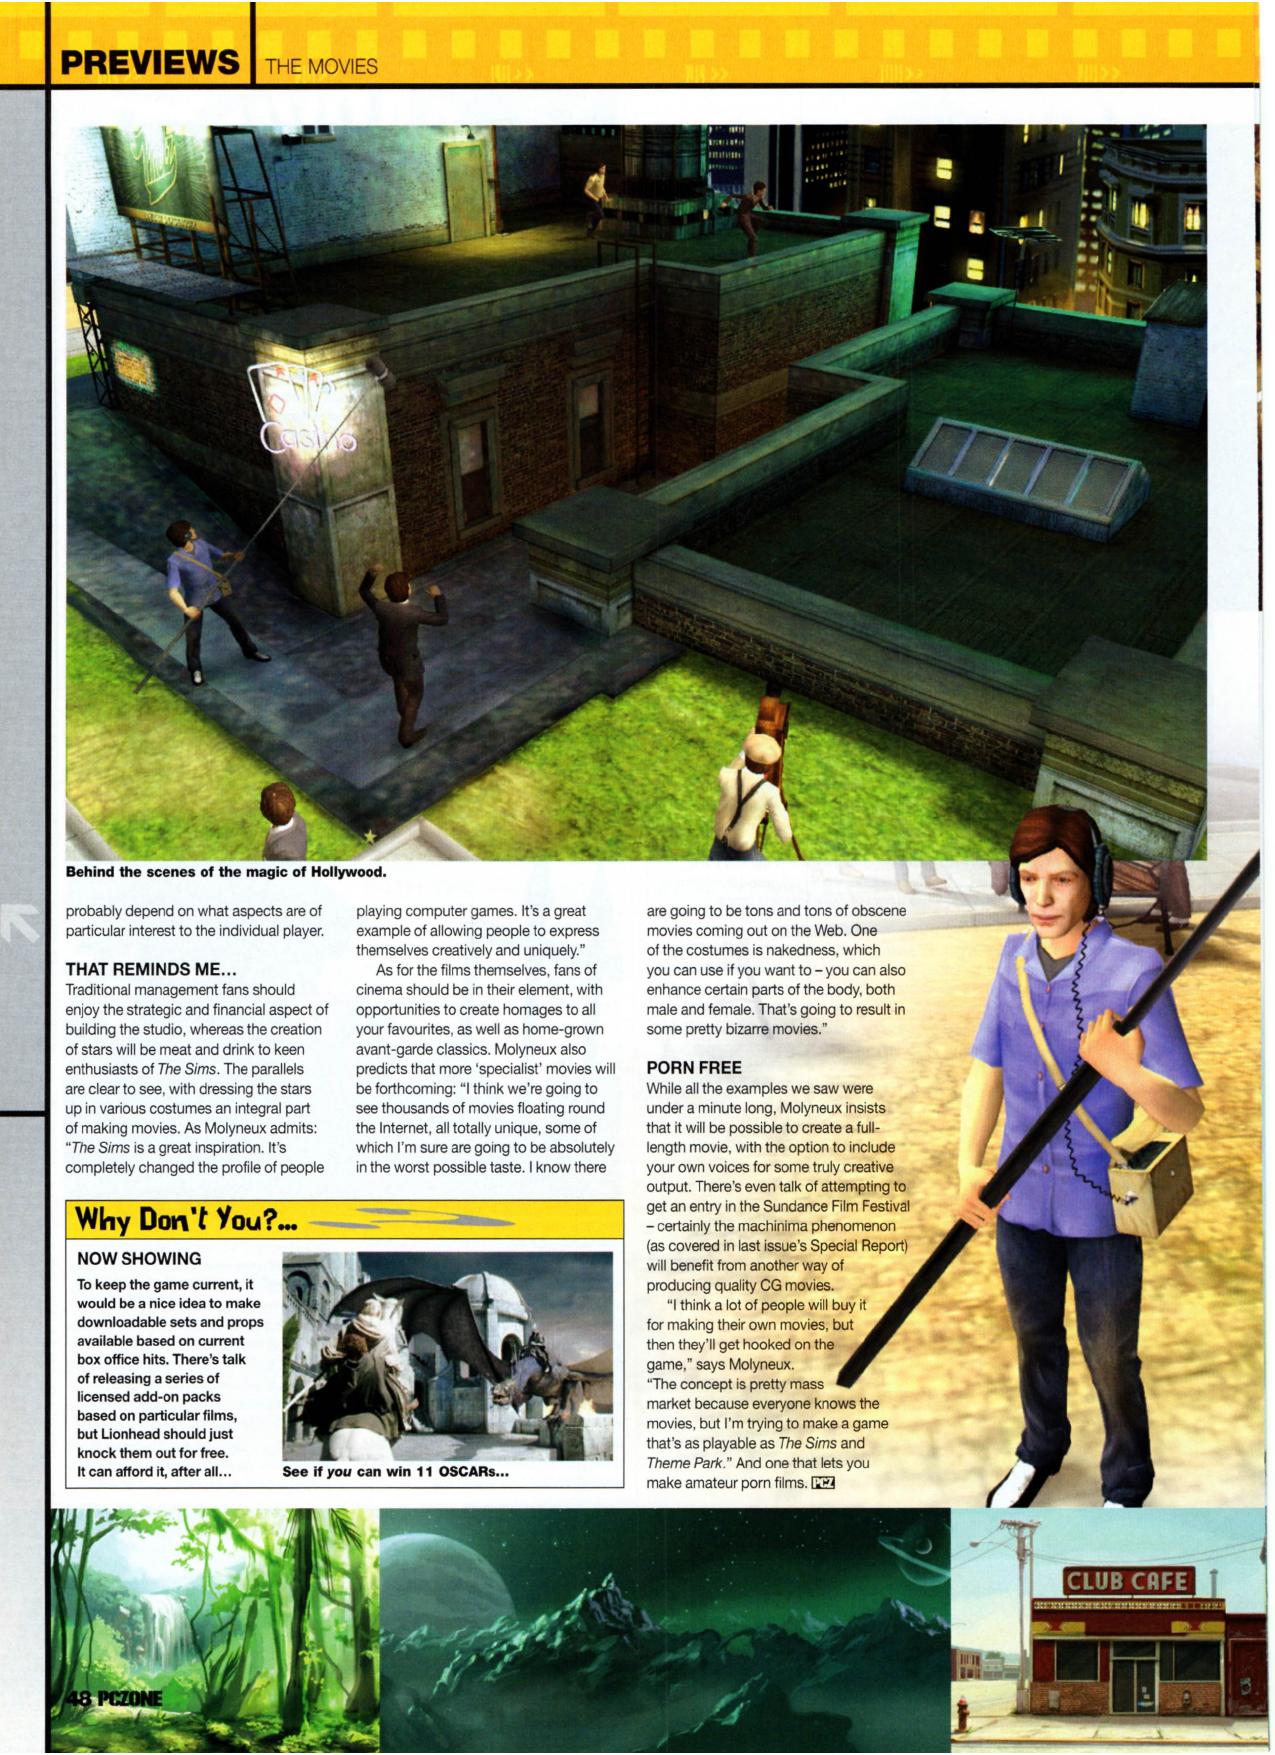 PREVIEWS
THE MOVIES
Casino
Behind the scenes of the magic of Hollywood.
probably depend on what aspects are of
particular interest to the individual player.
THAT REMINDS ME...
Traditional management fans should
enjoy the strategic and financial aspect of
building the studio, whereas the creation
of stars will be meat and drink to keen
enthusiasts of The Sims. The parallels
are clear to see, with dressing the stars
up in various costumes an integral part
of making movies. As Molyneux admits:
“The Sims is a great inspiration. It’s
completely changed the profile of people
playing computer games. It’s a great
example of allowing people to express
themselves creatively and uniquely.”
As for the films themselves, fans of
cinema should be in their element, with
opportunities to create homages to all
your favourites, as well as home-grown
avant-garde classics. Molyneux also
predicts that more ‘specialist’ movies will
be forthcoming: “I think we’re going to
see thousands of movies floating round
the Internet, all totally unique, some of
which I’m sure are going to be absolutely
in the worst possible taste. I know there
are going to be tons and tons of obscene
movies coming out on the Web. One
of the costumes is nakedness, which
you can use if you want to – you can also
enhance certain parts of the body, both
male and female. That’s going to result in
some pretty bizarre movies.”
PORN FREE
While all the examples we saw were
under a minute long, Molyneux insists
that it will be possible to create a full-
length movie, with the option to include
your own voices for some truly creative
output. There’s even talk of attempting to
get an entry in the Sundance Film Festival
– certainly the machinima phenomenon
(as covered in last issue’s Special Report)
will benefit from another way of
producing quality CG movies.
“I think a lot of people will buy it
for making their own movies, but
then they’ll get hooked on the
game,” says Molyneux.
“The concept is pretty mass
market because everyone knows the
movies, but I’m trying to make a game
that’s as playable as The Sims and
Theme Park.” And one that lets you
make amateur porn films. PCZ
Why Don't You?...
NOW SHOWING
To keep the game current, it
would be a nice idea to make
downloadable sets and props
available based on current
box office hits. There’s talk
of releasing a series of
licensed add-on packs
based on particular films,
but Lionhead should just
knock them out for free.
It can afford it, after all...
See if you can win 11 OSCARs...
CLUB CAFE
48 PCZONE